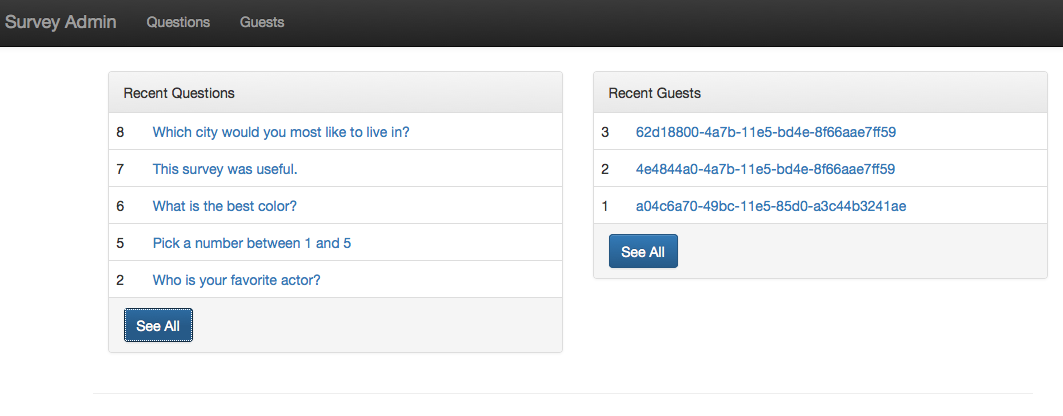 Survey Admin Questions Guests
Recent Questions
8 Which city would you most like to live in?
7 This survey was useful.
6 What is the best color?
5 Pick a number between 1 and 5
2 Who is your favorite actor?
See All
Recent Guests
3 62d18800-4a7b-11e5-bd4e-8f66aae7ff59
2 4e4844a0-4a7b-11e5-bd4e-8f66aae7ff59
1 a04c6a70-49bc-11e5-85d0-a3c44b3241ae
See All